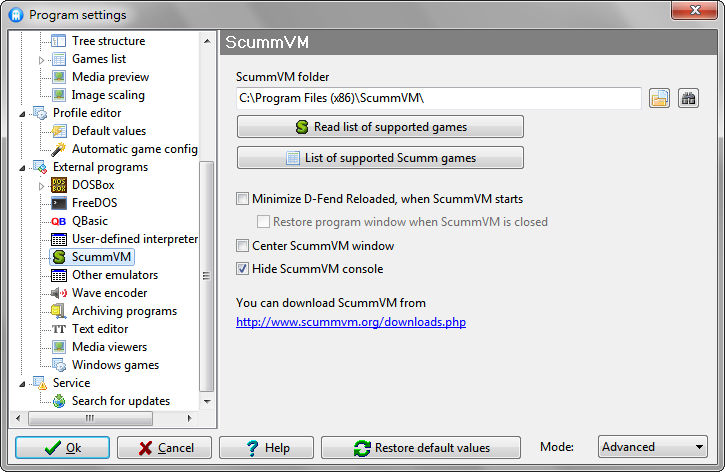 Program settings
Tree structure
Games list
Media preview
Image scaling
Profile editor
Default values
Automatic game config
External programs
DOS BOX
DOSBox
FreeDOS
QB QBasic
User-defined interpreter
S ScummVM
Other emulators
Wave encoder
Archiving programs
TT Text editor
Media viewers
Windows games
Service
Search for updates
ScummVM
ScummVM folder
C:\Program Files (x86)\ScummVM\
S Read list of supported games
List of supported Scumm games
Minimize D-Fend Reloaded, when ScummVM starts
Restore program window when ScummVM is closed
Center ScummVM window
Hide ScummVM console
You can download ScummVM from
http://www.scummvm.org/downloads.php
Ok
Cancel
? Help
Restore default values
Mode:
Advanced